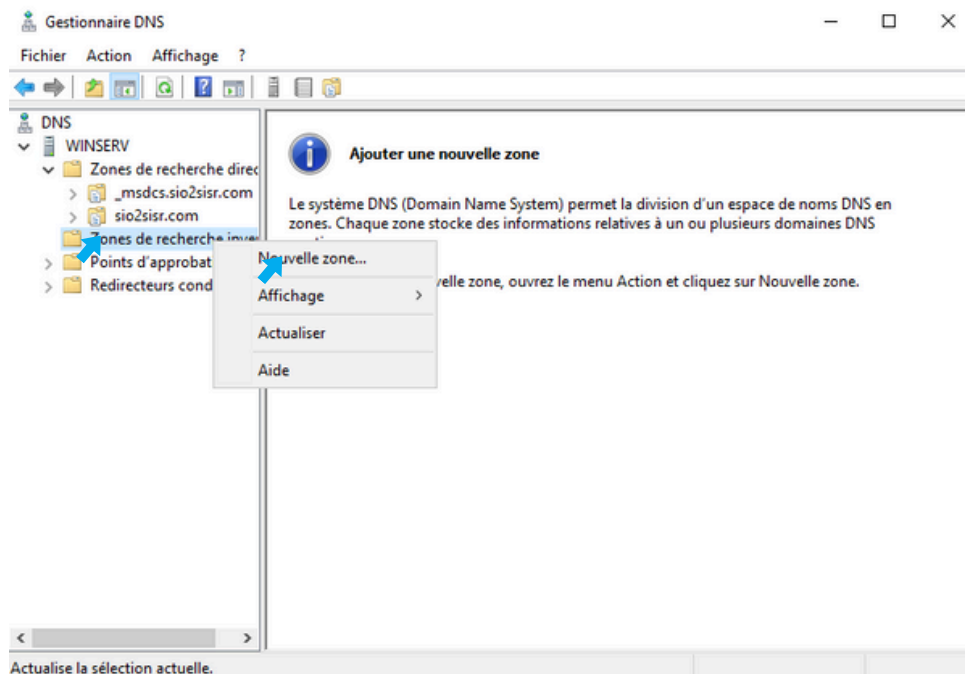 Gestionnaire DNS
Fichier Action Affichage ?
DNS
WINSERV
Zones de recherche direc
_msdcs.sio2sisr.com
sio2sisr.com
Zones de recherche inver
Points d'approbat
Redirecteurs cond
Nouvelle zone...
Affichage
Actualiser
Aide
Ajouter une nouvelle zone
Le système DNS (Domain Name System) permet la division d'un espace de noms DNS en
zones. Chaque zone stocke des informations relatives à un ou plusieurs domaines DNS
velle zone, ouvrez le menu Action et cliquez sur Nouvelle zone.
Actualise la sélection actuelle.